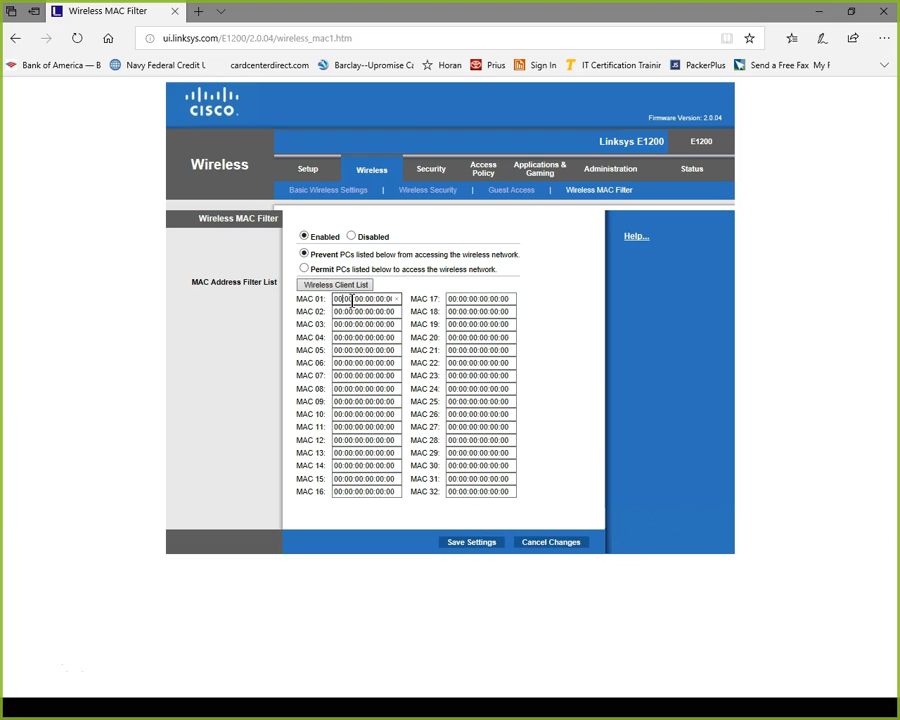 Wireless MAC Filter
ui.linksys.com/E1200/2.0.04/wireless_mac1.htm
Bank of America — B Navy Federal Credit U cardcenterdirect.com Barclay--Upromise Ca Horan Prius Sign In IT Certification Trainin PackerPlus Send a Free Fax My F
CISCO
Firmware Version: 2.0.04
Linksys E1200 E1200
Wireless
Setup Wireless Security Access Policy Applications & Gaming Administration Status
Basic Wireless Settings | Wireless Security | Guest Access | Wireless MAC Filter
Wireless MAC Filter
Enabled Disabled
Help...
Prevent PCs listed below from accessing the wireless network.
Permit PCs listed below to access the wireless network.
MAC Address Filter List
Wireless Client List
MAC 01: 00:00:00:00:00:0 MAC 17: 00:00:00:00:00:00
MAC 02: 00:00:00:00:00:00 MAC 18: 00:00:00:00:00:00
MAC 03: 00:00:00:00:00:00 MAC 19: 00:00:00:00:00:00
MAC 04: 00:00:00:00:00:00 MAC 20: 00:00:00:00:00:00
MAC 05: 00:00:00:00:00:00 MAC 21: 00:00:00:00:00:00
MAC 06: 00:00:00:00:00:00 MAC 22: 00:00:00:00:00:00
MAC 07: 00:00:00:00:00:00 MAC 23: 00:00:00:00:00:00
MAC 08: 00:00:00:00:00:00 MAC 24: 00:00:00:00:00:00
MAC 09: 00:00:00:00:00:00 MAC 25: 00:00:00:00:00:00
MAC 10: 00:00:00:00:00:00 MAC 26: 00:00:00:00:00:00
MAC 11: 00:00:00:00:00:00 MAC 27: 00:00:00:00:00:00
MAC 12: 00:00:00:00:00:00 MAC 28: 00:00:00:00:00:00
MAC 13: 00:00:00:00:00:00 MAC 29: 00:00:00:00:00:00
MAC 14: 00:00:00:00:00:00 MAC 30: 00:00:00:00:00:00
MAC 15: 00:00:00:00:00:00 MAC 31: 00:00:00:00:00:00
MAC 16: 00:00:00:00:00:00 MAC 32: 00:00:00:00:00:00
Save Settings Cancel Changes